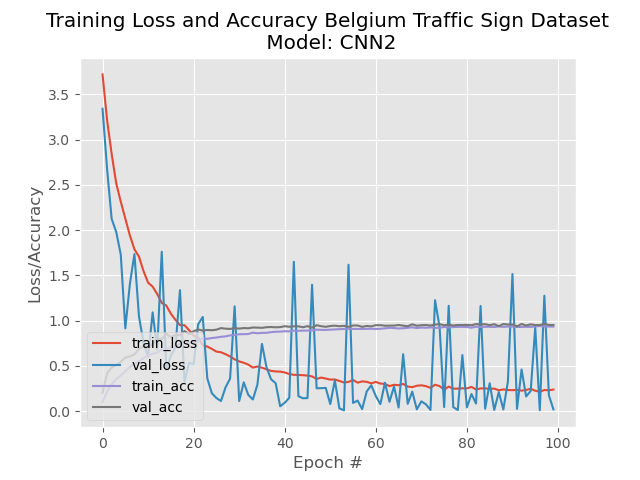 Training Loss and Accuracy Belgium Traffic Sign Dataset
Model: CNN2
3.5
3.0
2.5
2.0
1.5
1.0
0.5
0.0
Loss/Accuracy
train_loss
val_loss
train_acc
val_acc
0 20 40 60 80 100
Epoch #